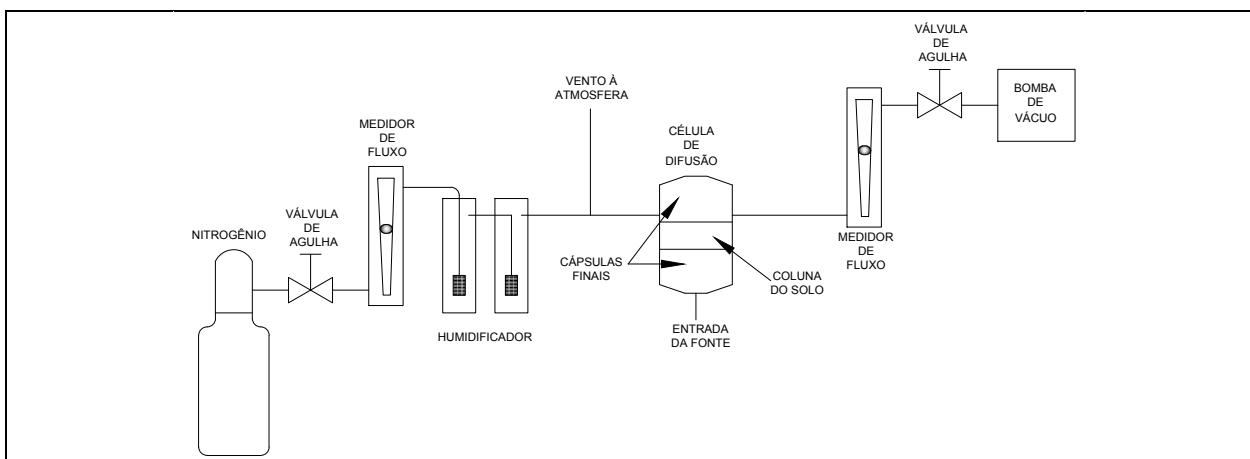 NITROGÊNIO
VÁLVULA
DE
AGULHA
MEDIDOR
DE
FLUXO
HUMIDIFICADOR
VENTO À
ATMOSFERA
CÉLULA
DE
DIFUSÃO
CÁPSULAS
FINAIS
COLUNA
DO SOLO
ENTRADA
DA FONTE
MEDIDOR
DE
FLUXO
VÁLVULA
DE
AGULHA
BOMBA
DE
VÁCUO